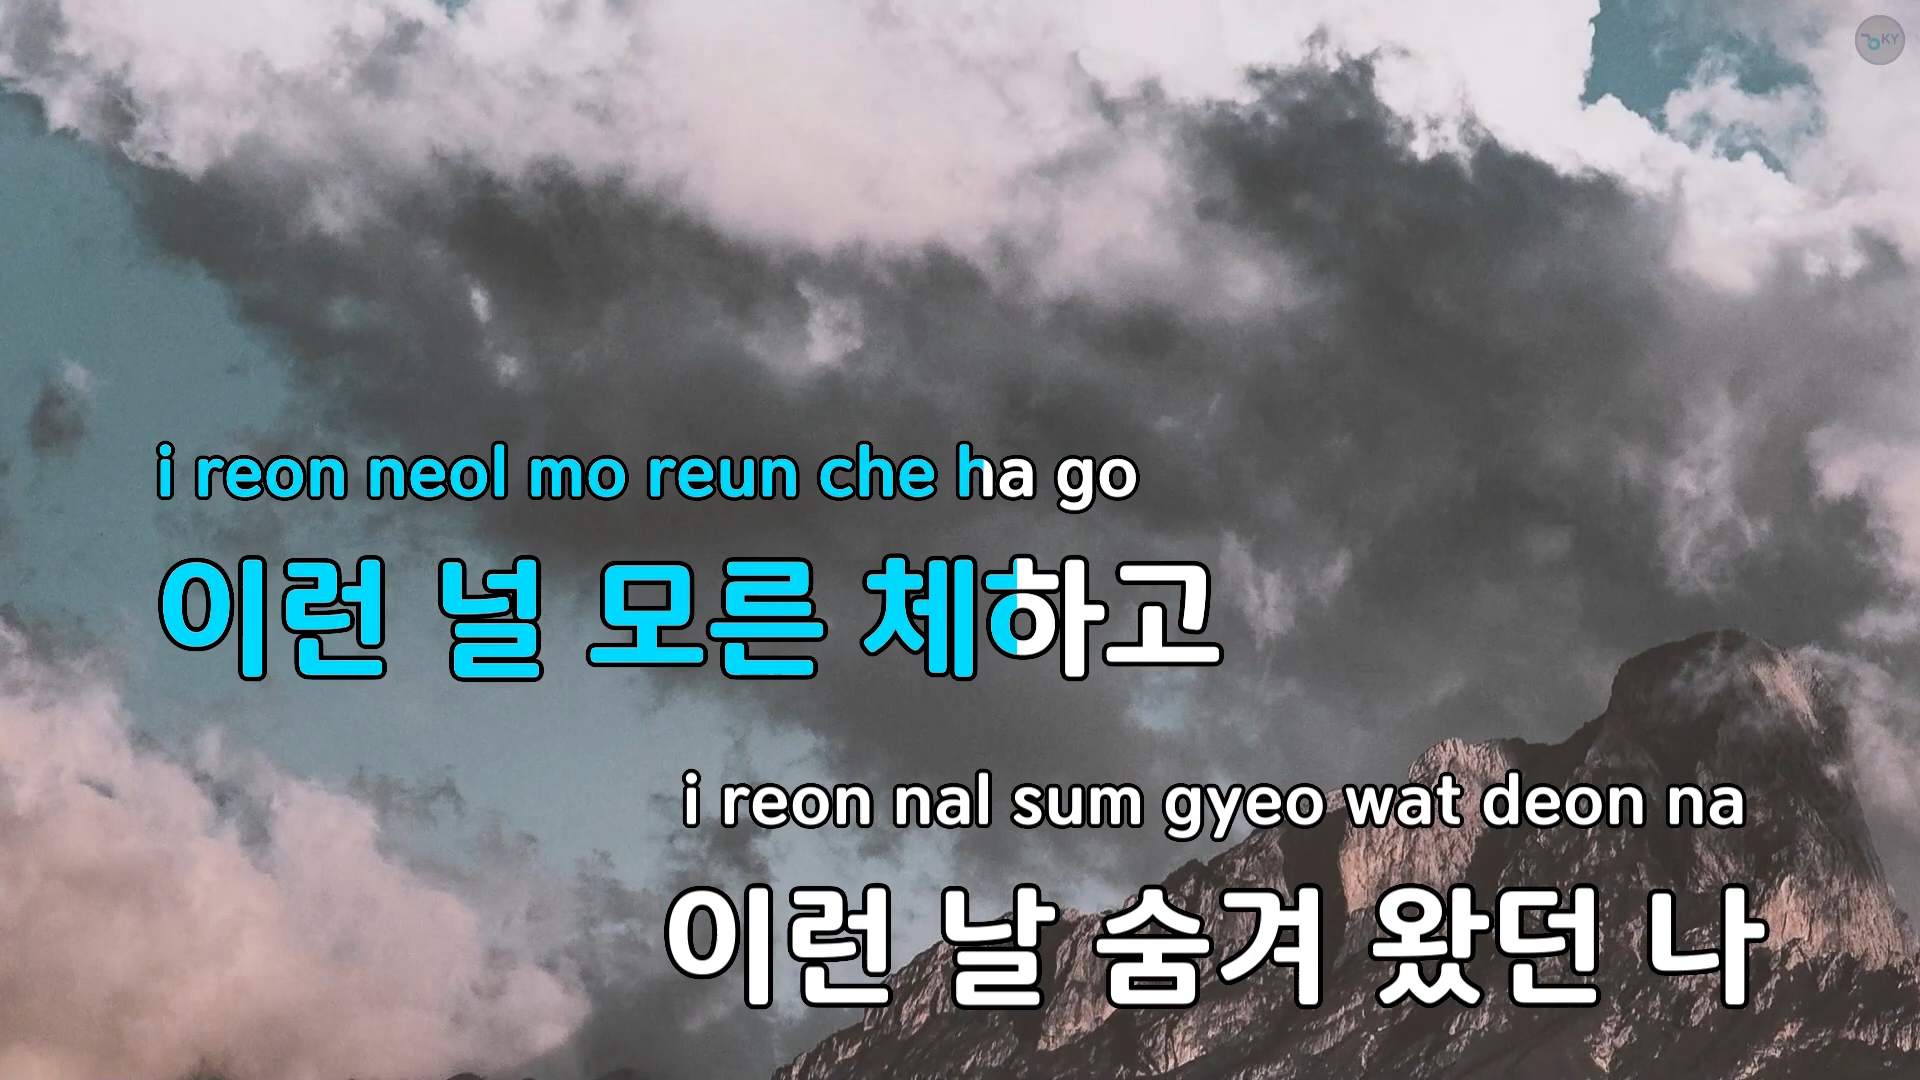 KY
i reon neol mo reun che ha go
이런 널 모른 체하고
i reon nal sum gyeo wat deon na
이런 날 숨겨 왔던 나